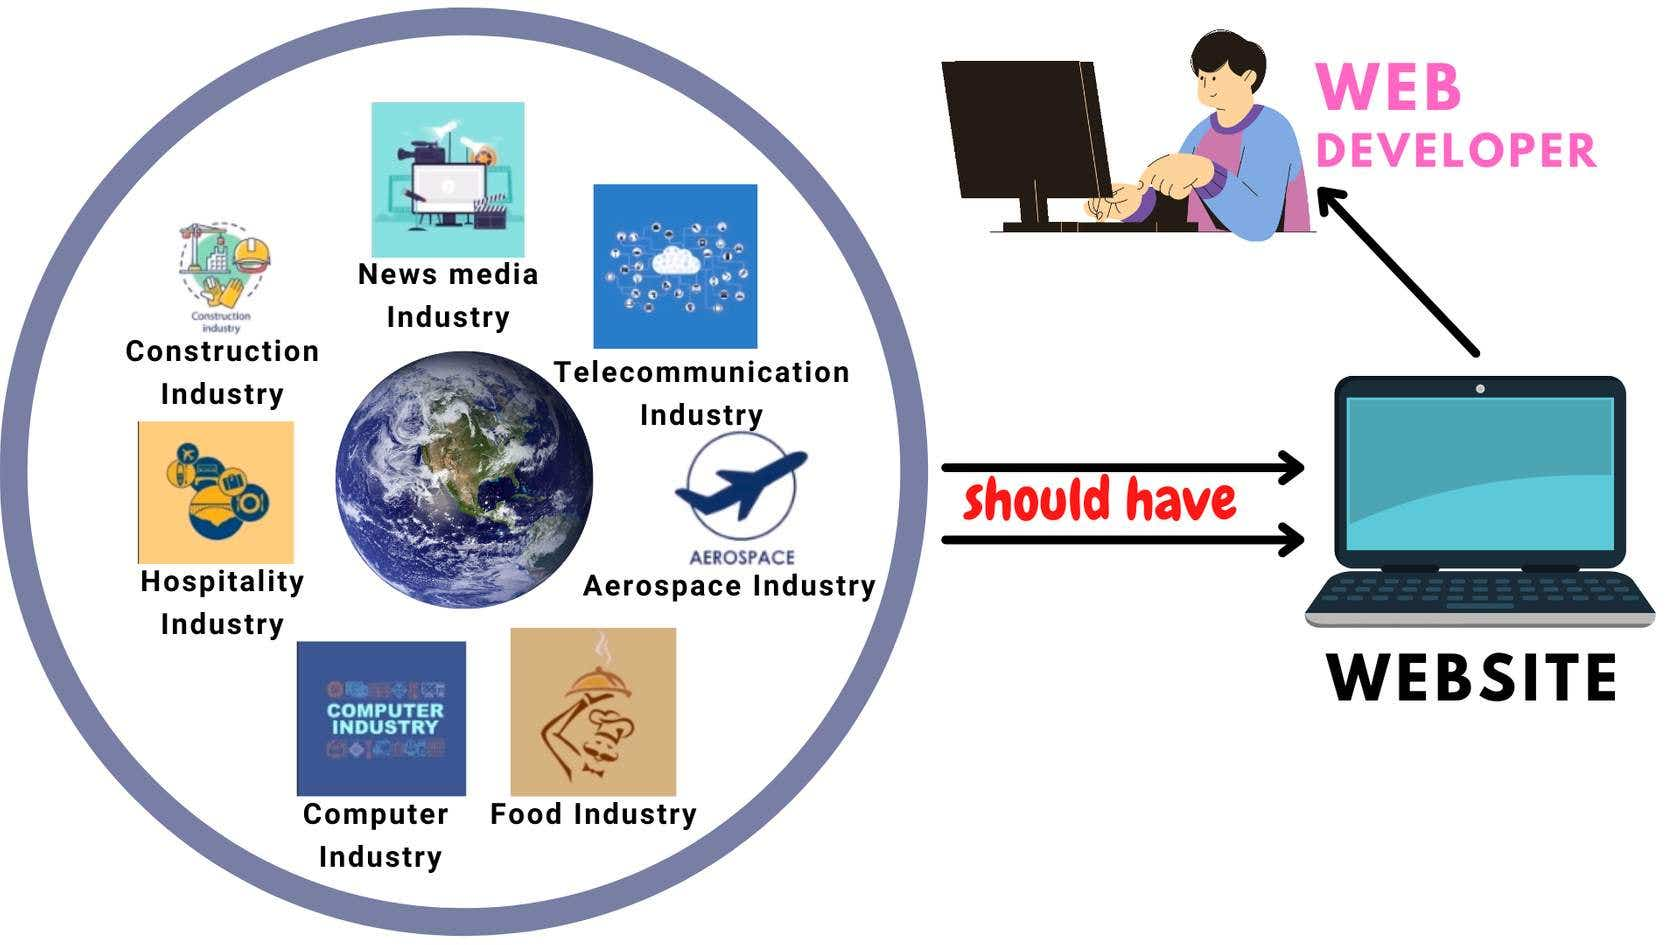 News media
Industry
Construction
industry
Construction
Industry
Telecommunication
Industry
AEROSPACE
Aerospace Industry
Hospitality
Industry
COMPUTER
INDUSTRY
Computer
Industry
Food Industry
should have
WEB
DEVELOPER
WEBSITE